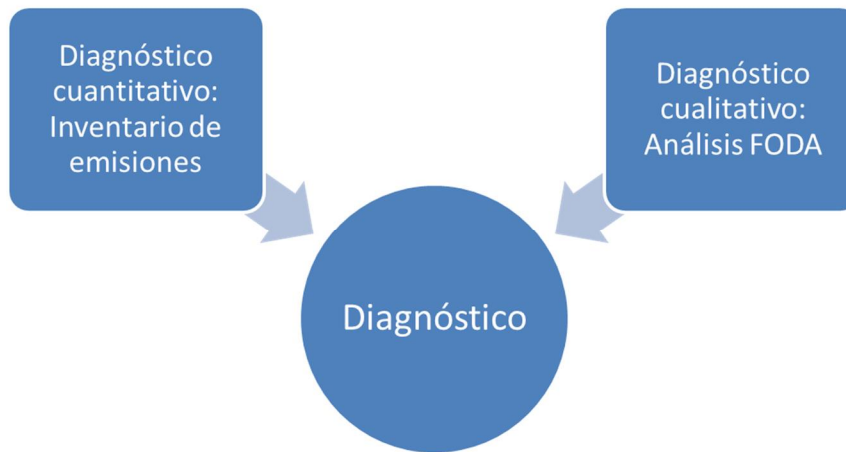 Diagnóstico
cuantitativo:
Inventario de
emisiones
Diagnóstico
cualitativo:
Análisis FODA
Diagnóstico